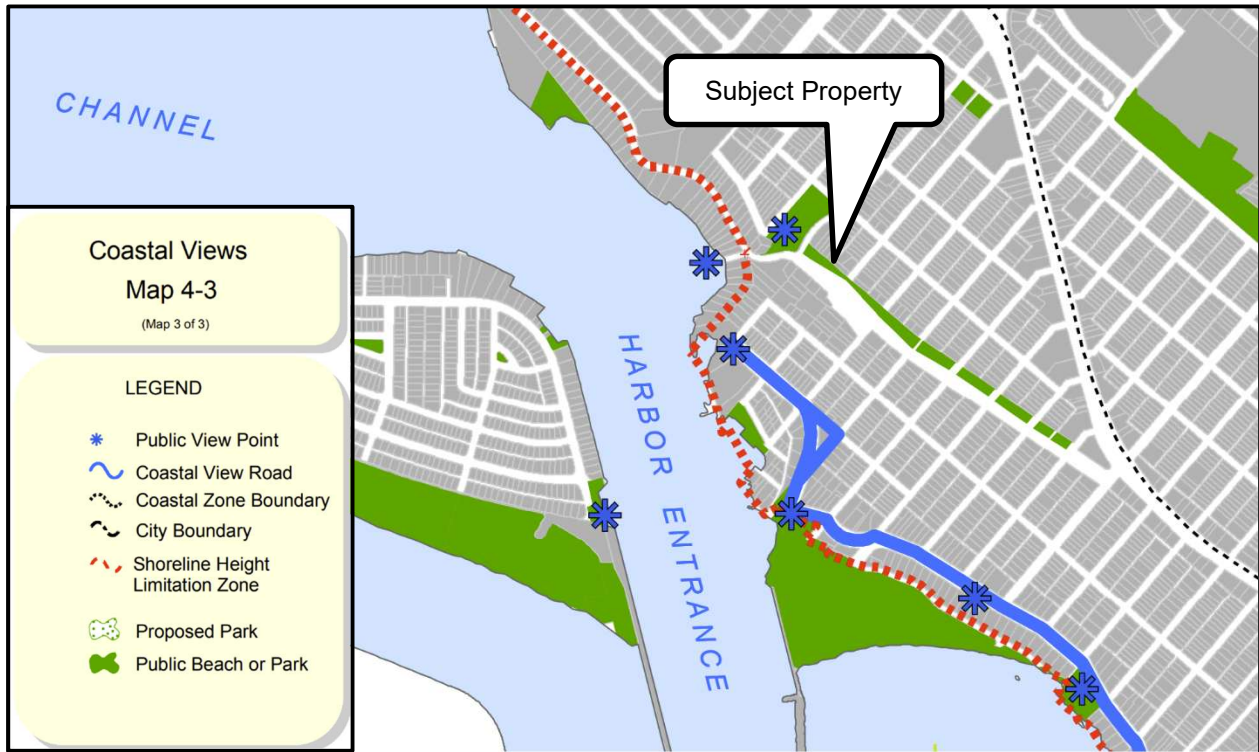 CHANNEL
Subject Property
HARBOR ENTRANCE
Coastal Views
Map 4-3
(Map 3 of 3)
LEGEND
Public View Point
Coastal View Road
Coastal Zone Boundary
City Boundary
Shoreline Height
Limitation Zone
Proposed Park
Public Beach or Park